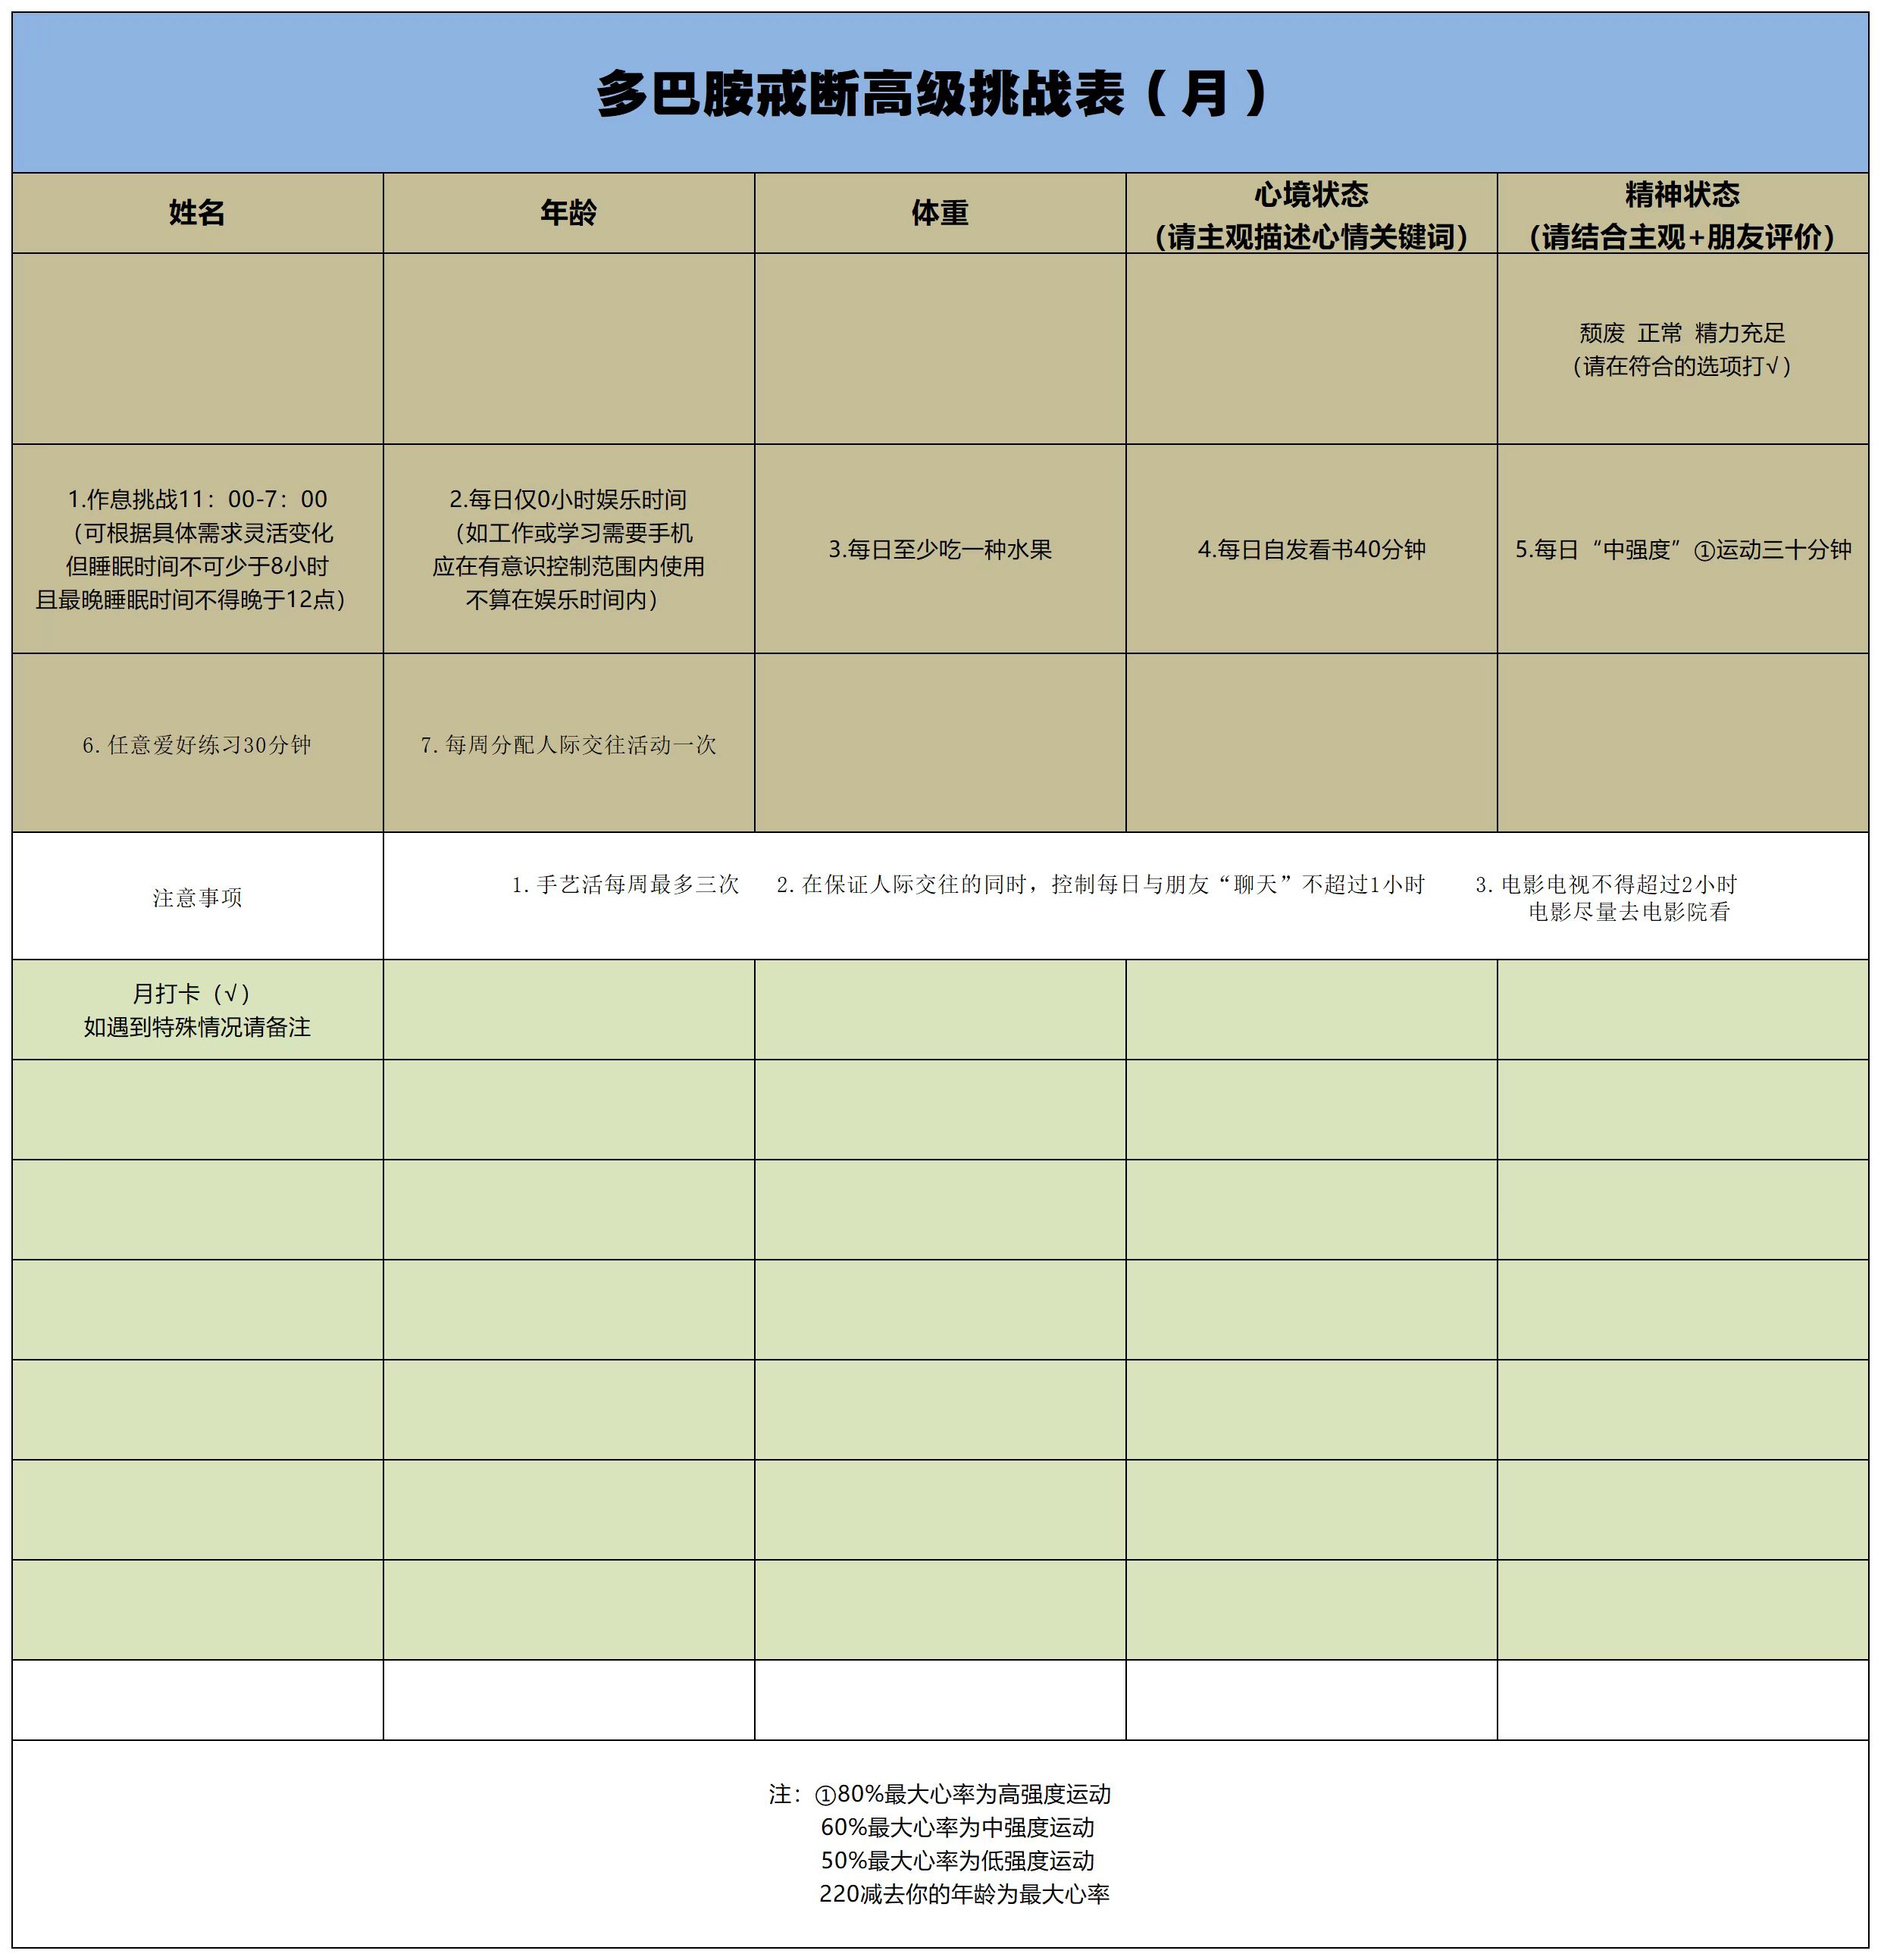 多巴胺戒断高级挑战表（月）
姓名
年龄
体重
心境状态
（请主观描述心情关键词）
精神状态
（请结合主观+朋友评价）
颓废 正常 精力充足
（请在符合的选项打√）
1.作息挑战11：00-7：00
（可根据具体需求灵活变化
但睡眠时间不可少于8小时
且最晚睡眠时间不得晚于12点）
2.每日仅0小时娱乐时间
（如工作或学习需要手机
应在有意识控制范围内使用
不算在娱乐时间内）
3.每日至少吃一种水果
4.每日自发看书40分钟
5.每日“中强度”①运动三十分钟
6.任意爱好练习30分钟
7.每周分配人际交往活动一次
注意事项
1.手艺活每周最多三次 2.在保证人际交往的同时，控制每日与朋友“聊天”不超过1小时 3.电影电视不得超过2小时
电影尽量去电影院看
月打卡（√）
如遇到特殊情况请备注
注：①80%最大心率为高强度运动
60%最大心率为中强度运动
50%最大心率为低强度运动
220减去你的年龄为最大心率